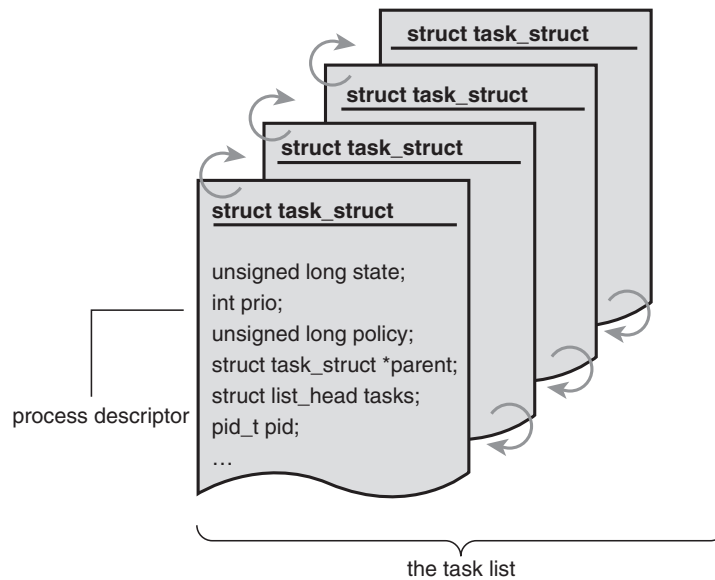 struct task_struct
struct task_struct
struct task_struct
struct task_struct
unsigned long state;
int prio;
unsigned long policy;
struct task_struct *parent;
struct list_head tasks;
process descriptor
pid_t pid;
…
the task list